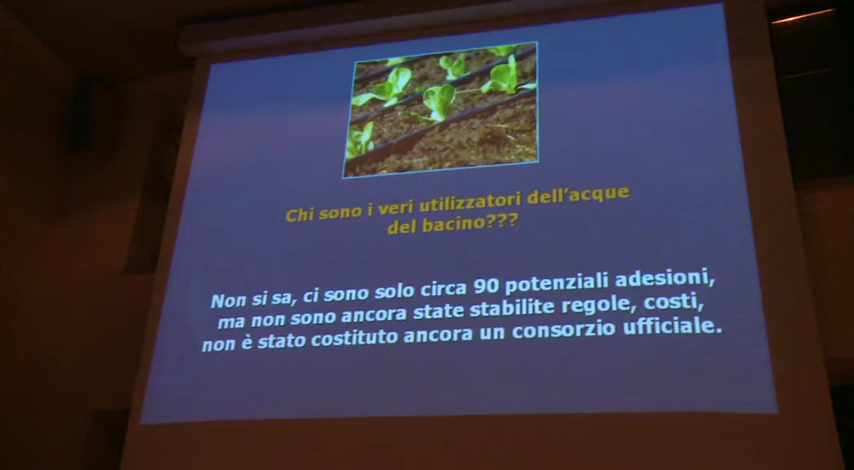 Chi sono i veri utilizzatori dell'acque
del bacino???
Non si sa, ci sono solo circa 90 potenziali adesioni,
ma non sono ancora state stabilite regole, costi,
non è stato costituto ancora un consorzio ufficiale.